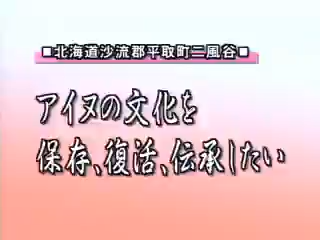 ■北海道沙流郡平取町二風谷■
アイヌの文化を
保存、復活、伝承したい